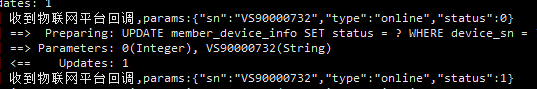 dates: 1
收到物联网平台回调,params:{"sn":"VS90000732","type":"online","status":0}
==>  Preparing: UPDATE member_device_info SET status = ? WHERE device_sn =
==> Parameters: 0(Integer), VS90000732(String)
<==    Updates: 1
收到物联网平台回调,params:{"sn":"VS90000732","type":"online","status":1}